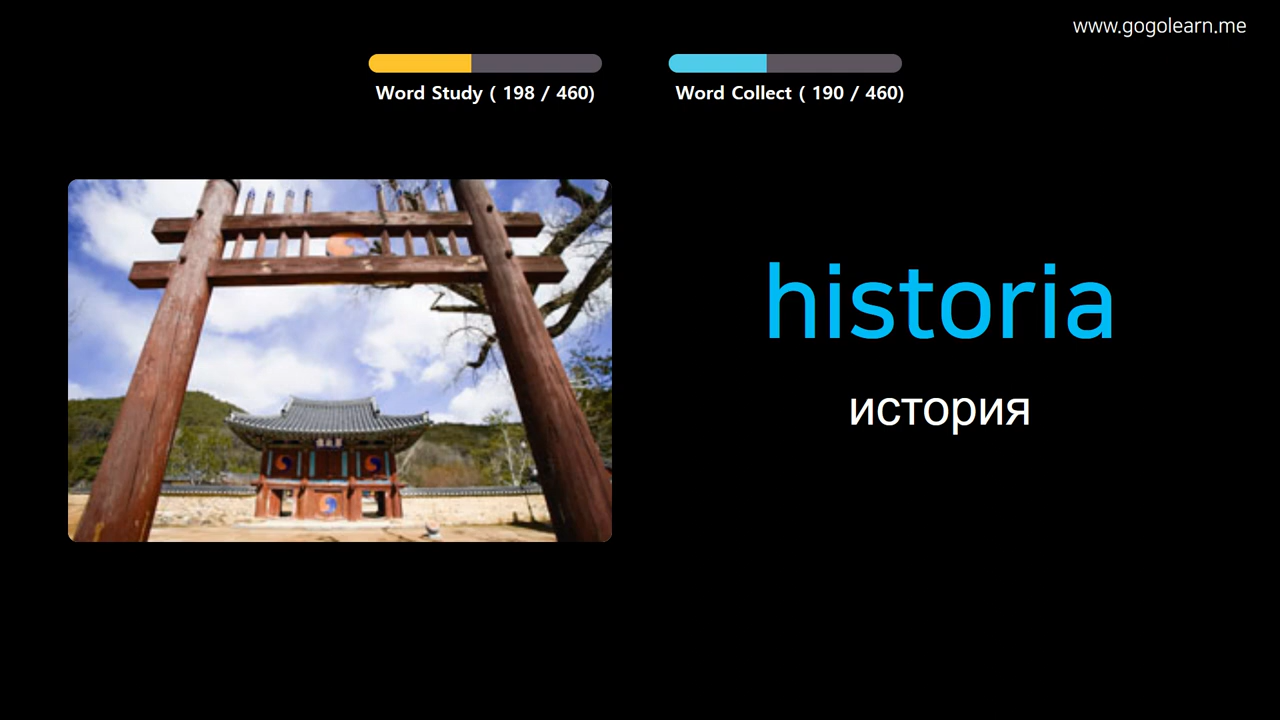 www.gogolearn.me
Word Study ( 198 / 460)
Word Collect ( 190 / 460)
historia
история